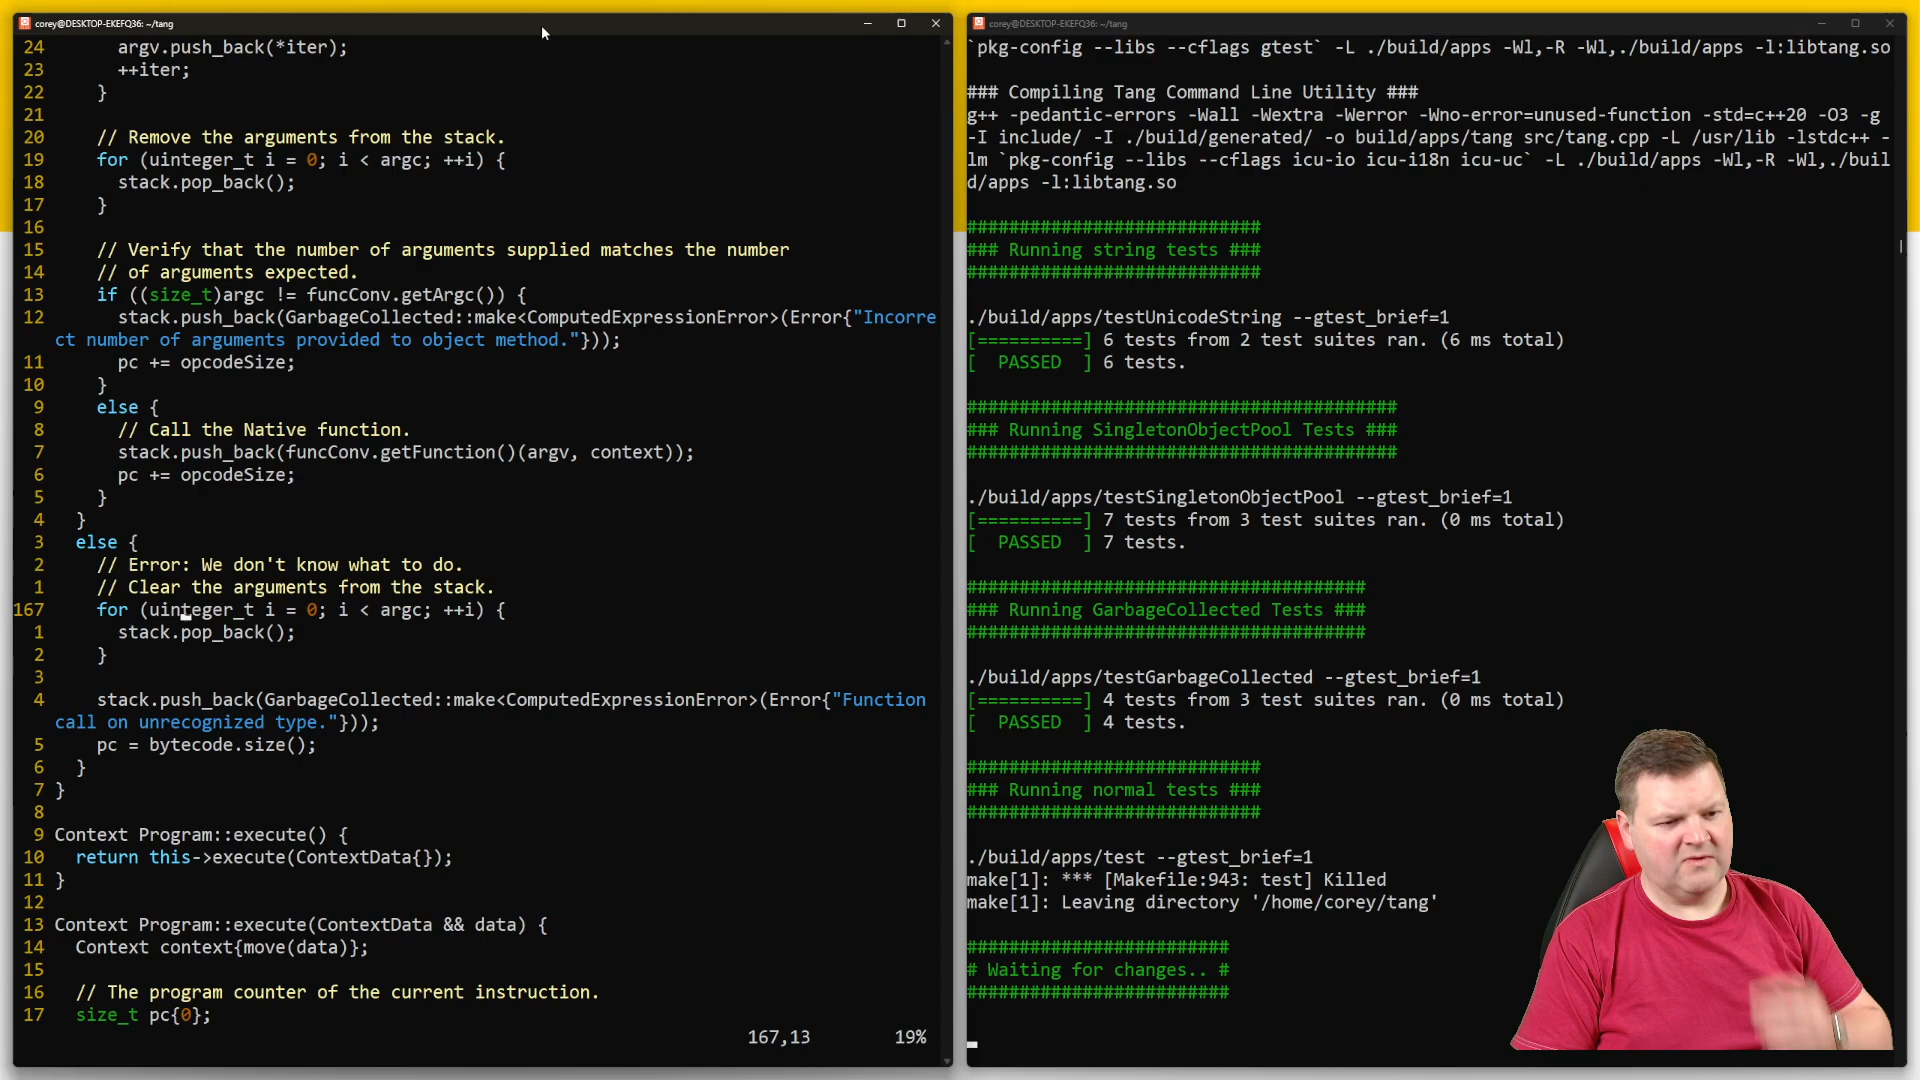 corey@DESKTOP-EKEFQ36: ~/tang
24 argv.push_back(*iter);
23 ++iter;
22 }
21
20 // Remove the arguments from the stack.
19 for (uinteger_t i = 0; i < argc; ++i) {
18 stack.pop_back();
17 }
16
15 // Verify that the number of arguments supplied matches the number
14 // of arguments expected.
13 if ((size_t)argc != funcConv.getArgc()) {
12 stack.push_back(GarbageCollected::make<ComputedExpressionError>(Error{"Incorre
ct number of arguments provided to object method."}));
11 pc += opcodeSize;
10 }
9 else {
8 // Call the Native function.
7 stack.push_back(funcConv.getFunction()(argv, context));
6 pc += opcodeSize;
5 }
4 }
3 else {
2 // Error: We don't know what to do.
1 // Clear the arguments from the stack.
167 for (uinteger_t i = 0; i < argc; ++i) {
1 stack.pop_back();
2 }
3
4 stack.push_back(GarbageCollected::make<ComputedExpressionError>(Error{"Function
call on unrecognized type."}));
5 pc = bytecode.size();
6 }
7 }
8
9 Context Program::execute() {
10 return this->execute(ContextData{});
11 }
12
13 Context Program::execute(ContextData && data) {
14 Context context{move(data)};
15
16 // The program counter of the current instruction.
17 size_t pc{0};
167,13 19%
corey@DESKTOP-EKEFQ36: ~/tang
`pkg-config --libs --cflags gtest` -L ./build/apps -Wl,-R -Wl,./build/apps -l:libtang.so
### Compiling Tang Command Line Utility ###
g++ -pedantic-errors -Wall -Wextra -Werror -Wno-error=unused-function -std=c++20 -O3 -g
-I include/ -I ./build/generated/ -o build/apps/tang src/tang.cpp -L /usr/lib -lstdc++ -
lm `pkg-config --libs --cflags icu-io icu-i18n icu-uc` -L ./build/apps -Wl,-R -Wl,./buil
d/apps -l:libtang.so
############################
### Running string tests ###
############################
./build/apps/testUnicodeString --gtest_brief=1
[==========] 6 tests from 2 test suites ran. (6 ms total)
[  PASSED  ] 6 tests.
#########################################
### Running SingletonObjectPool Tests ###
#########################################
./build/apps/testSingletonObjectPool --gtest_brief=1
[==========] 7 tests from 3 test suites ran. (0 ms total)
[  PASSED  ] 7 tests.
######################################
### Running GarbageCollected Tests ###
######################################
./build/apps/testGarbageCollected --gtest_brief=1
[==========] 4 tests from 3 test suites ran. (0 ms total)
[  PASSED  ] 4 tests.
############################
### Running normal tests ###
############################
./build/apps/test --gtest_brief=1
make[1]: *** [Makefile:943: test] Killed
make[1]: Leaving directory '/home/corey/tang'
#########################
# Waiting for changes.. #
#########################